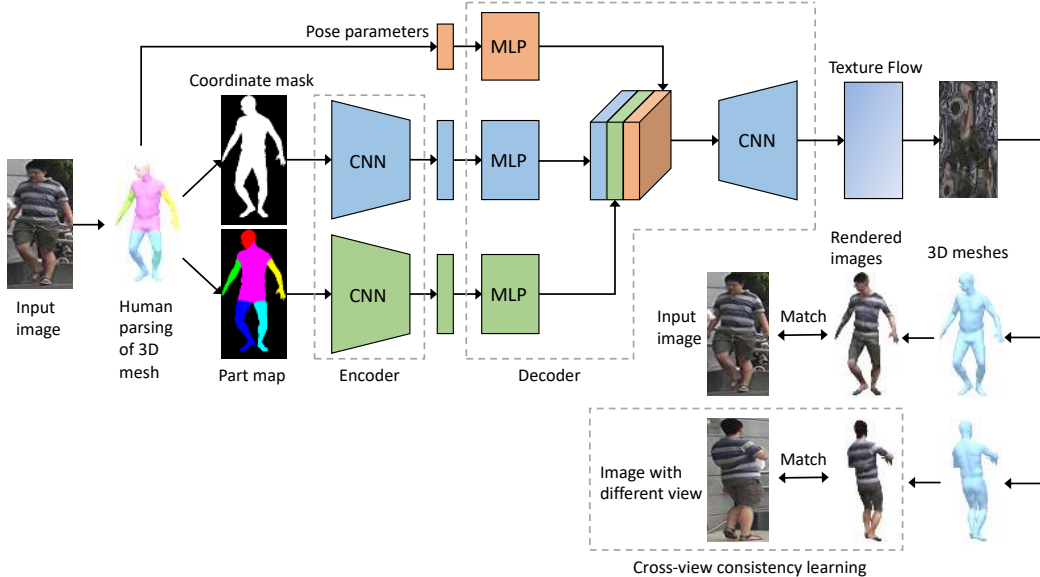 Pose parameters
MLP
Coordinate mask
Texture Flow
CNN
MLP
CNN
Input
image
Human
parsing
of 3D
mesh
Part map
CNN
Encoder
MLP
Decoder
Rendered
images
3D meshes
Input
image
Match
Image with
different view
Match
Cross-view consistency learning